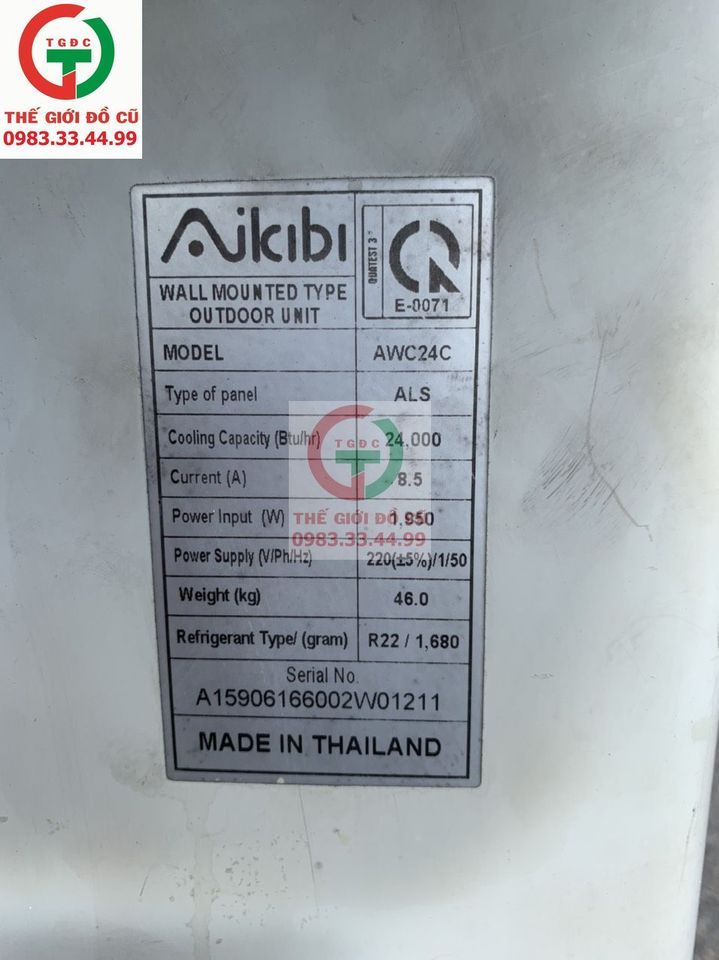 TGĐC
THẾ GIỚI ĐỒ CŨ
0983.33.44.99
Aikibi
QUATEST 3
E-0071
WALL MOUNTED TYPE
OUTDOOR UNIT
MODEL AWC24C
Type of panel ALS
Cooling Capacity (Btu/hr) 24,000
TGĐC
Current (A) 8.5
Power Input (W) 1,950
THẾ GIỚI ĐỒ CŨ
0983.33.44.99
Power Supply (V/Ph/Hz) 220(±5%)/1/50
Weight (kg) 46.0
Refrigerant Type/ (gram) R22 / 1,680
Serial No.
A15906166002W01211
MADE IN THAILAND